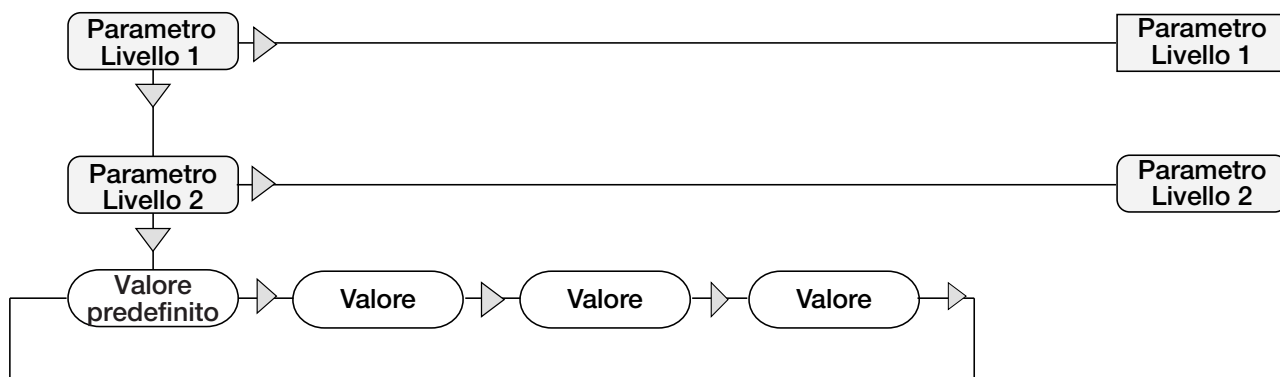 Parametro
Livello 1
Parametro
Livello 1
Parametro
Livello 2
Parametro
Livello 2
Valore
predefinito
Valore
Valore
Valore